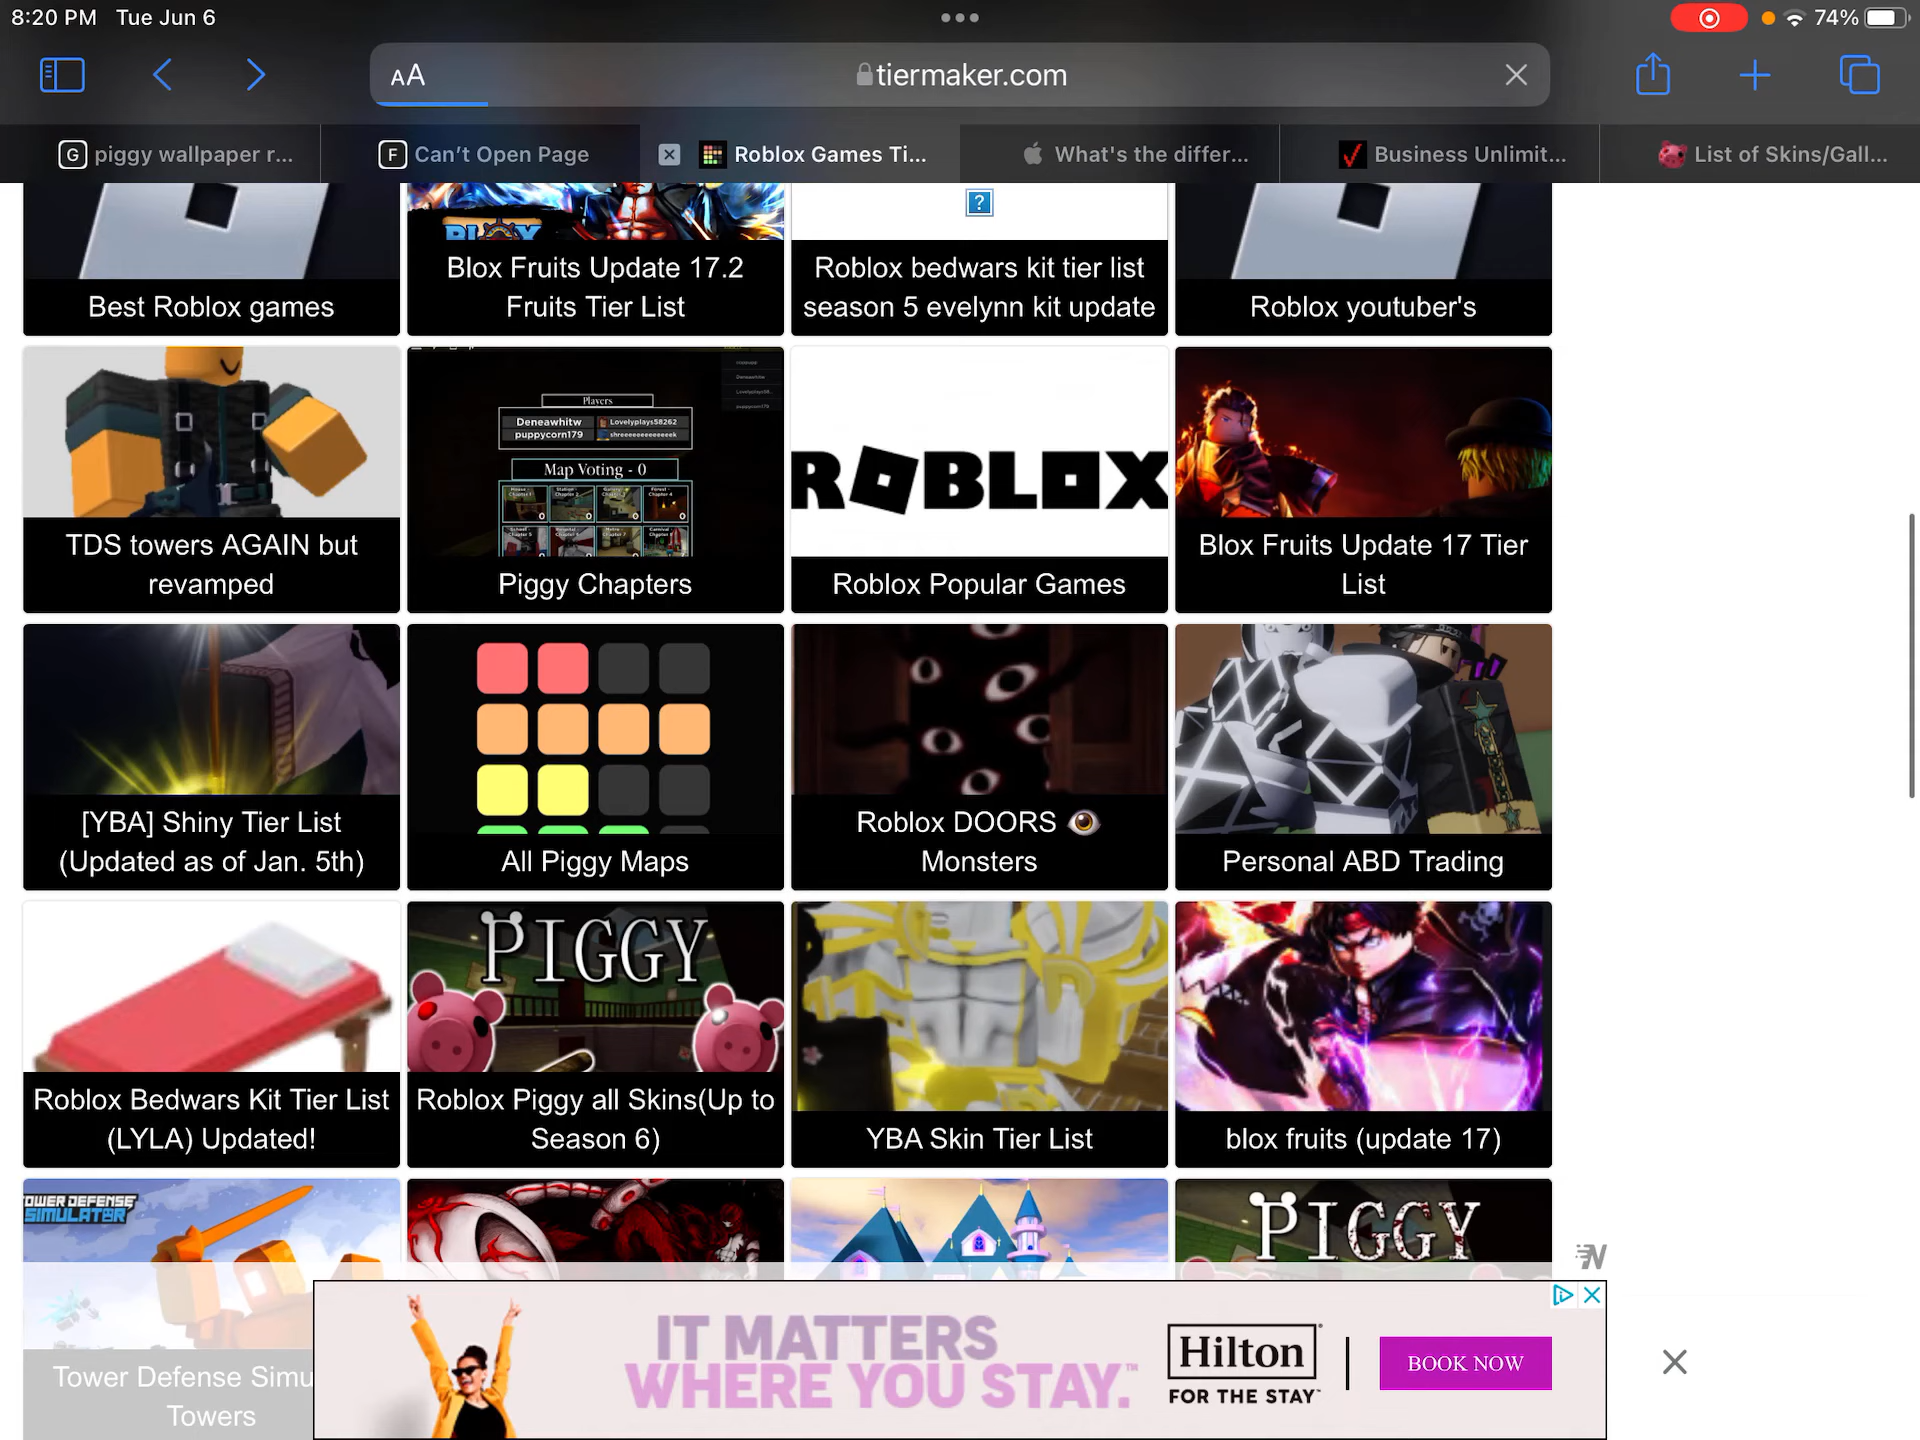 8:20 PM Tue Jun 6
74%
AA
tiermaker.com
G piggy wallpaper r...
F Can't Open Page
Roblox Games Ti...
What's the differ...
Business Unlimit...
List of Skins/Gall...
Best Roblox games
BLOX
Blox Fruits Update 17.2
Fruits Tier List
?
Roblox bedwars kit tier list
season 5 evelynn kit update
Roblox youtuber's
TDS towers AGAIN but
revamped
Players
Deneawhitw Lovelyplays58262
puppycorn179
Map Voting - 0
Piggy Chapters
ROBLOX
Roblox Popular Games
Blox Fruits Update 17 Tier
List
[YBA] Shiny Tier List
(Updated as of Jan. 5th)
All Piggy Maps
Roblox DOORS 👁
Monsters
Personal ABD Trading
Roblox Bedwars Kit Tier List
(LYLA) Updated!
PIGGY
Roblox Piggy all Skins(Up to
Season 6)
YBA Skin Tier List
blox fruits (update 17)
TOWER DEFENSE
SIMULATOR
PIGGY
Tower Defense Simu
Towers
IT MATTERS
WHERE YOU STAY.™
Hilton
FOR THE STAY™
BOOK NOW